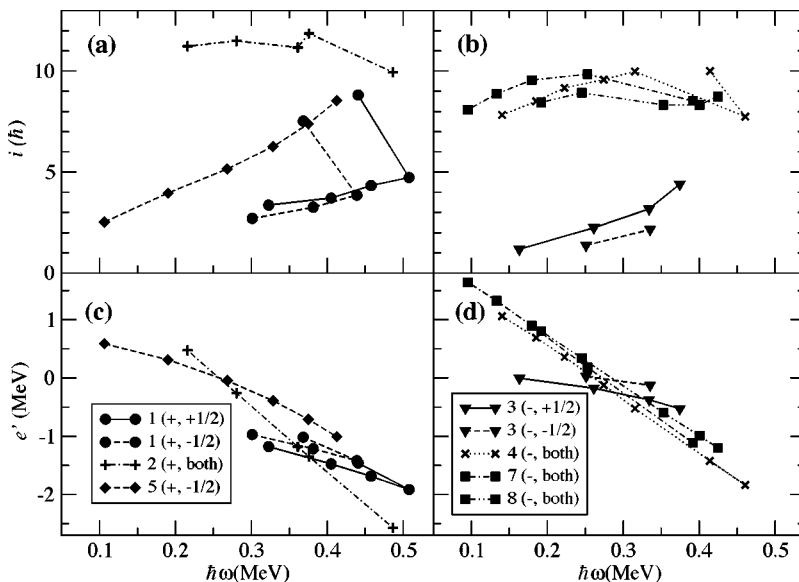 (a)
(b)
10
5
0
i (ħ)
(c)
(d)
1
0
-1
-2
e' (MeV)
1 (+, +1/2)
1 (+, -1/2)
2 (+, both)
5 (+, -1/2)
3 (-, +1/2)
3 (-, -1/2)
4 (-, both)
7 (-, both)
8 (-, both)
0.1 0.2 0.3 0.4 0.5 0.1 0.2 0.3 0.4 0.5
ħω(MeV) ħω(MeV)